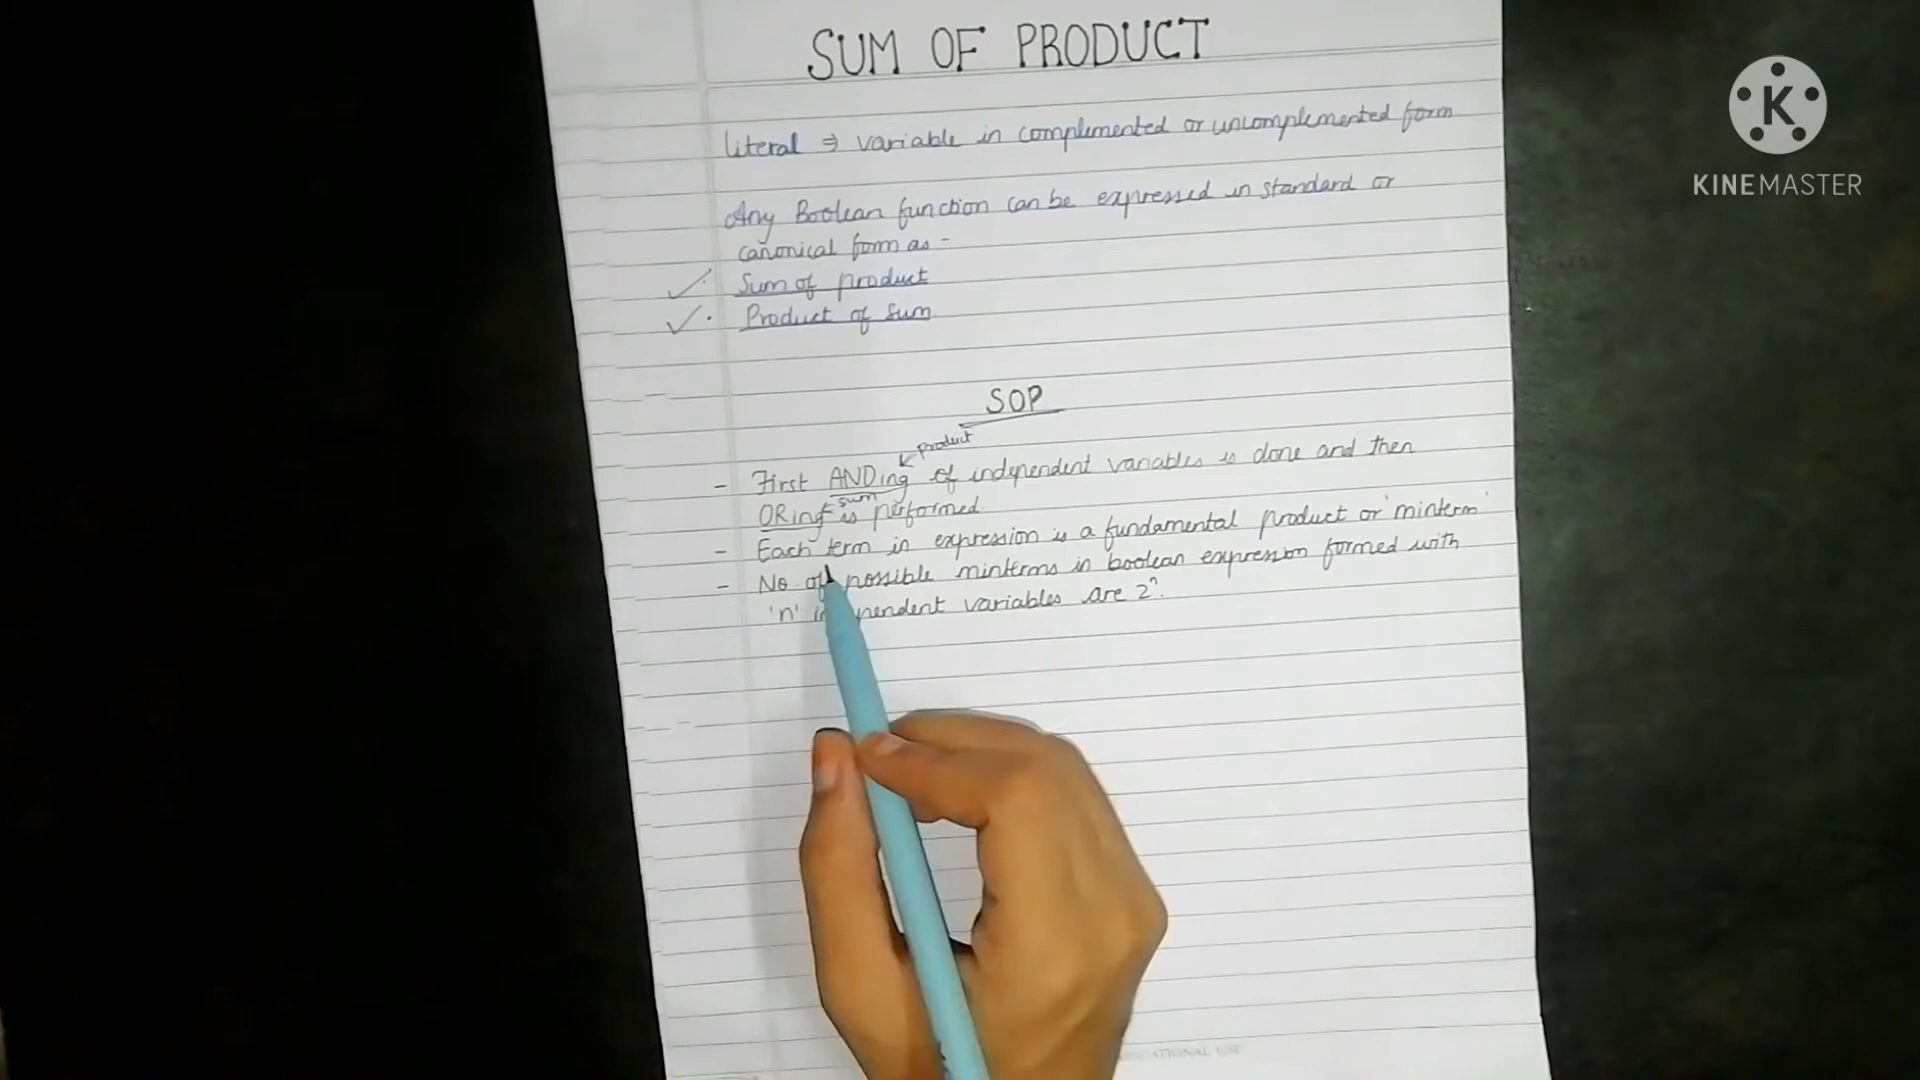 SUM OF PRODUCT
K
KINEMASTER
literal ⇒ variable in complemented or uncomplemented form
Any Boolean function can be expressed in standard or
canonical form as -
✓ · Sum of product
✓ · Product of sum
SOP
product
- First ANDing of independent variables is done and then
sum
ORing is performed.
- Each term in expression is a fundamental product or 'minterm'
- No of possible minterms in boolean expression formed with
'n' independent variables are 2ⁿ.